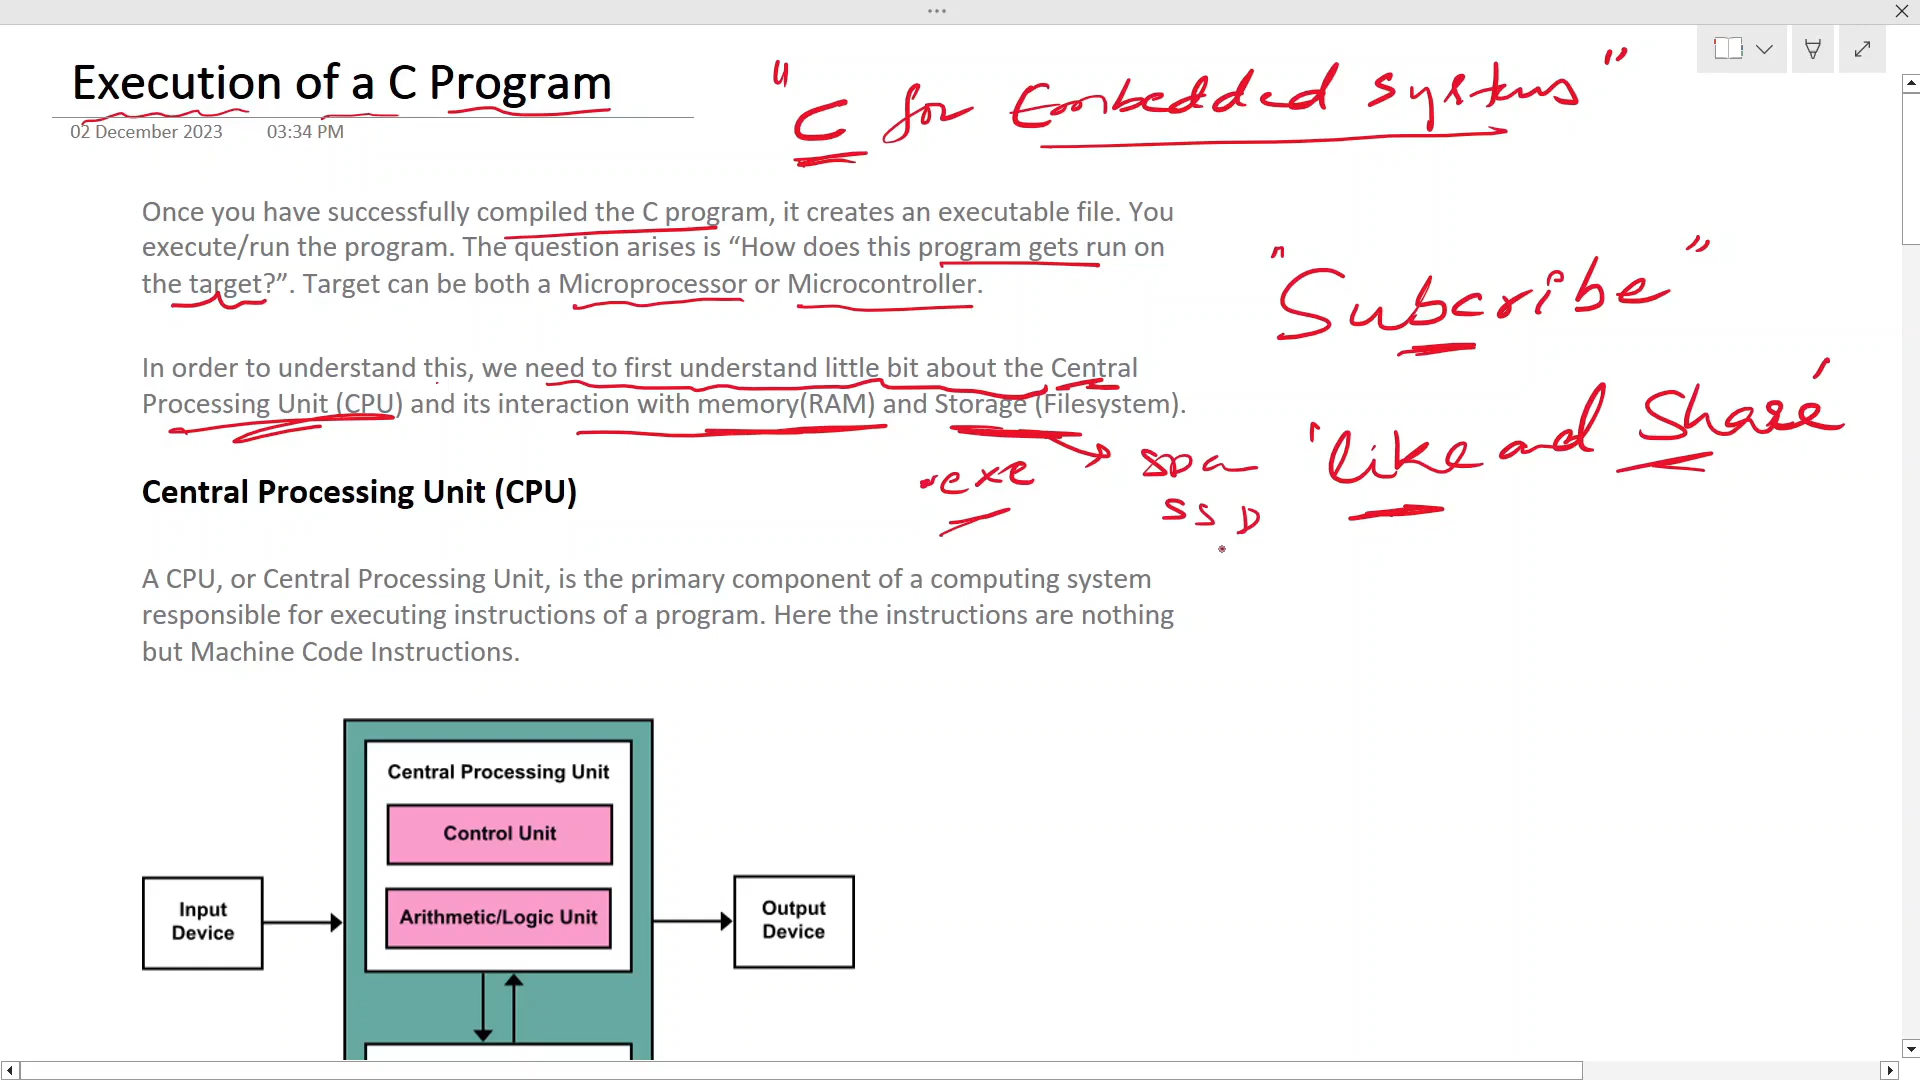 Execution of a C Program
02 December 2023 03:34 PM
"C for Embedded systems"
Once you have successfully compiled the C program, it creates an executable file. You
execute/run the program. The question arises is “How does this program gets run on
the target?”. Target can be both a Microprocessor or Microcontroller.
"Subcribe"
In order to understand this, we need to first understand little bit about the Central
Processing Unit (CPU) and its interaction with memory(RAM) and Storage (Filesystem).
'like and Share'
.exe
SSD
Central Processing Unit (CPU)
A CPU, or Central Processing Unit, is the primary component of a computing system
responsible for executing instructions of a program. Here the instructions are nothing
but Machine Code Instructions.
Central Processing Unit
Control Unit
Arithmetic/Logic Unit
Input
Device
Output
Device